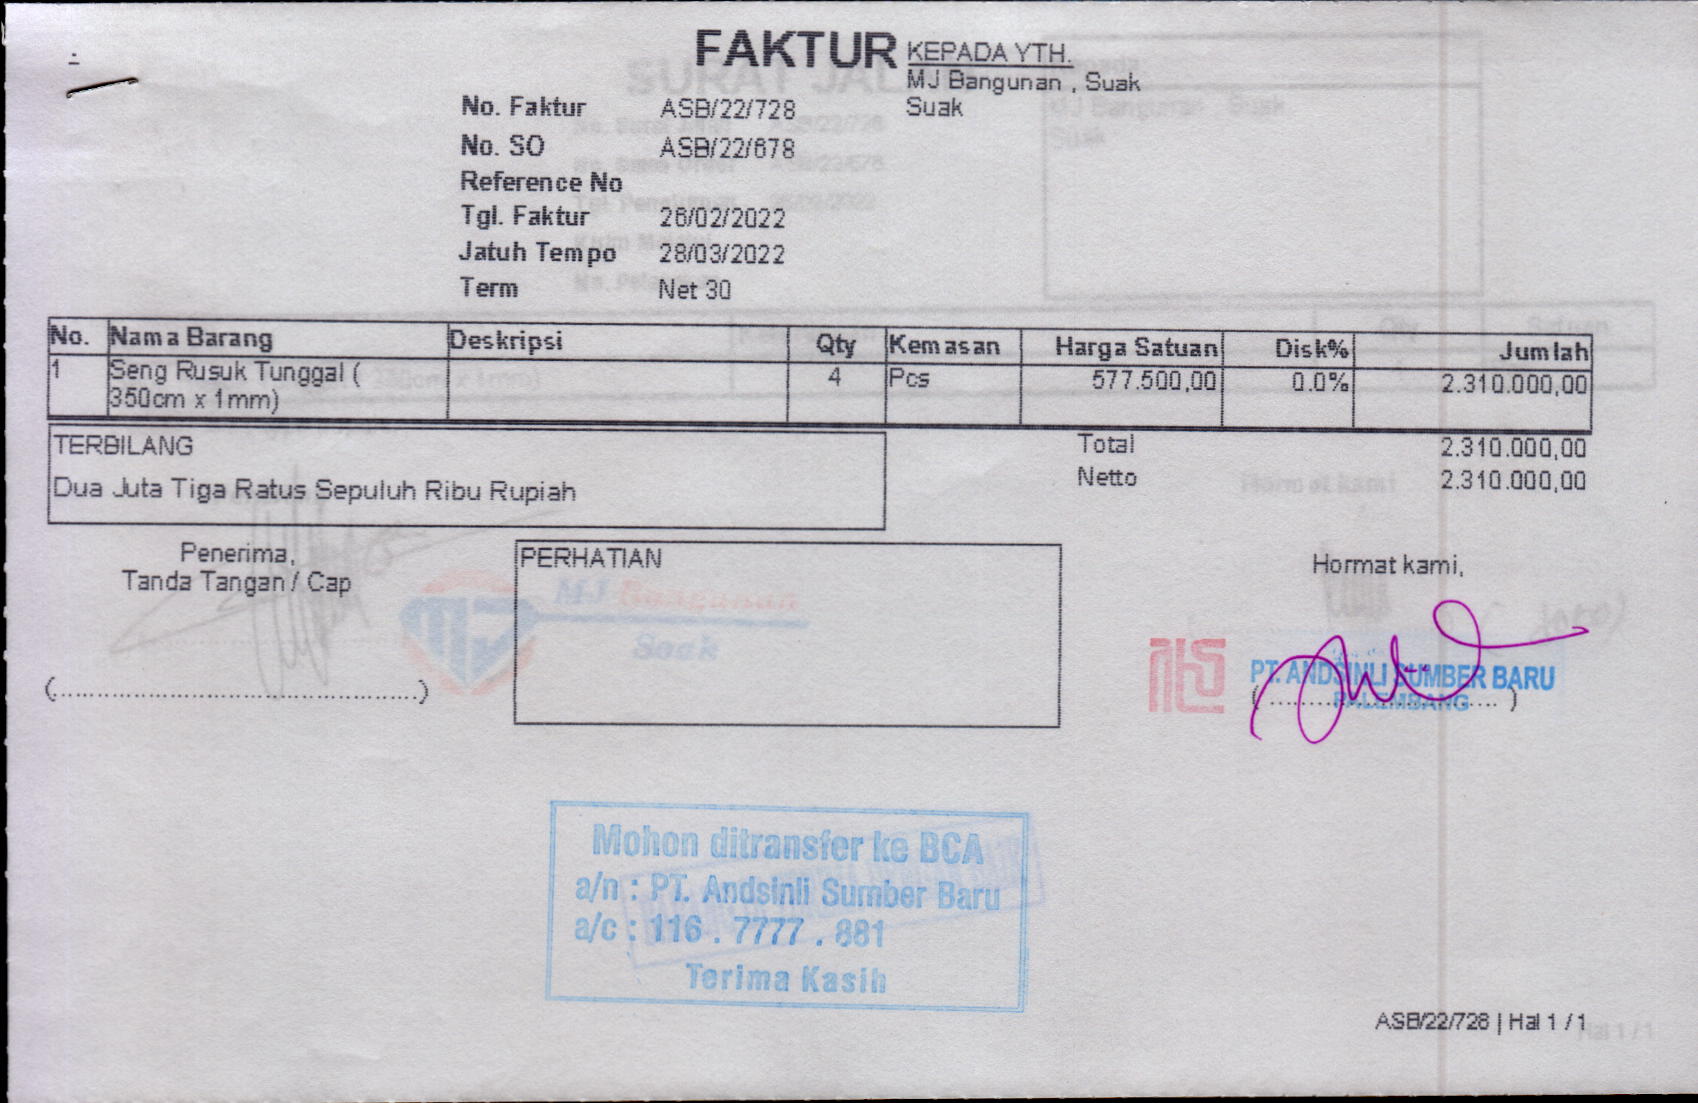 FAKTUR
KEPADA YTH.
MJ Bangunan , Suak
Suak
No. Faktur ASB/22/728
No. SO ASB/22/678
Reference No
Tgl. Faktur 26/02/2022
Jatuh Tempo 28/03/2022
Term Net 30
No. Nama Barang Deskripsi Qty Kemasan Harga Satuan Disk% Jumlah
1 Seng Rusuk Tunggal ( 4 Pcs 577.500,00 0.0% 2.310.000,00
350cm x 1mm)
TERBILANG
Dua Juta Tiga Ratus Sepuluh Ribu Rupiah
Total 2.310.000,00
Netto 2.310.000,00
Penerima,
Tanda Tangan / Cap
(..................................................)
PERHATIAN
Hormat kami,
PT. ANDSINLI SUMBER BARU
PALEMBANG
Mohon ditransfer ke BCA
a/n : PT. Andsinli Sumber Baru
a/c : 116 . 7777 . 881
Terima Kasih
ASB/22/728 | Hal 1 / 1